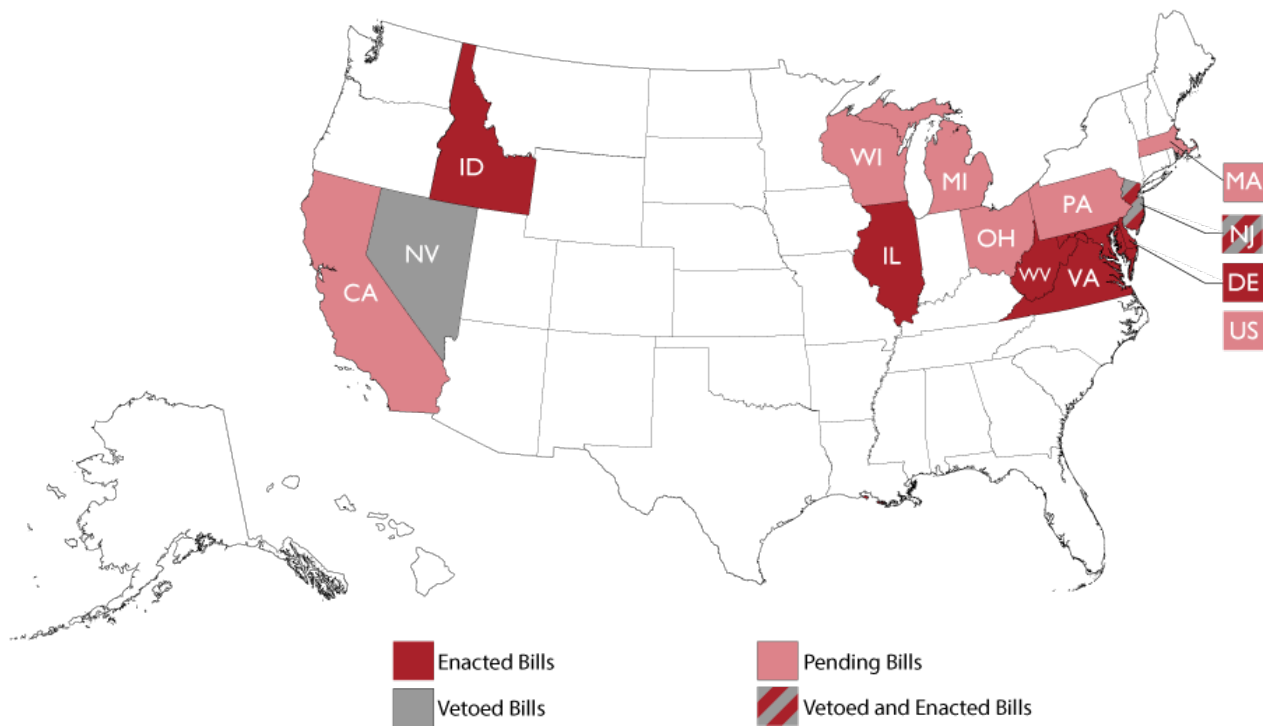 ID
WI
MI
MA
PA
NJ
NV
OH
IL
WV
VA
DE
CA
US
Enacted Bills
Pending Bills
Vetoed Bills
Vetoed and Enacted Bills